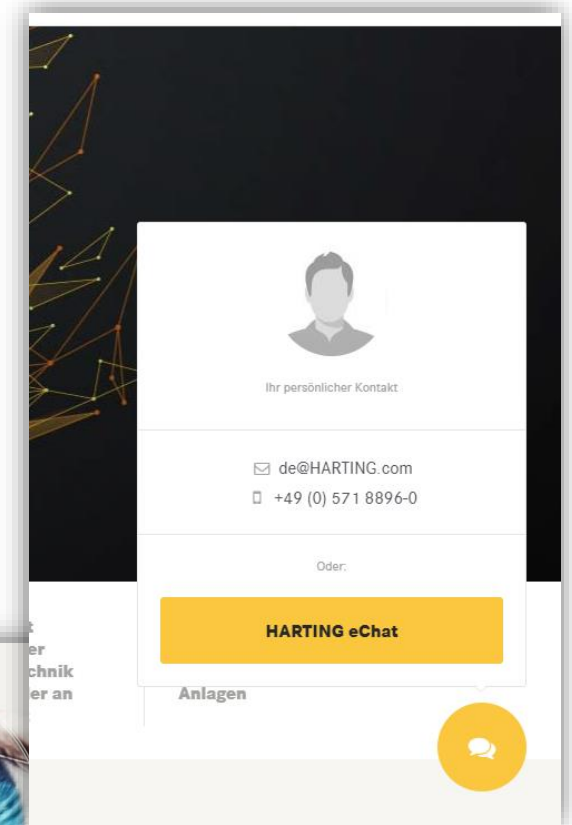 Ihr persönlicher Kontakt
de@HARTING.com
+49 (0) 571 8896-0
Oder:
HARTING eChat
er
chnik
er an
Anlagen